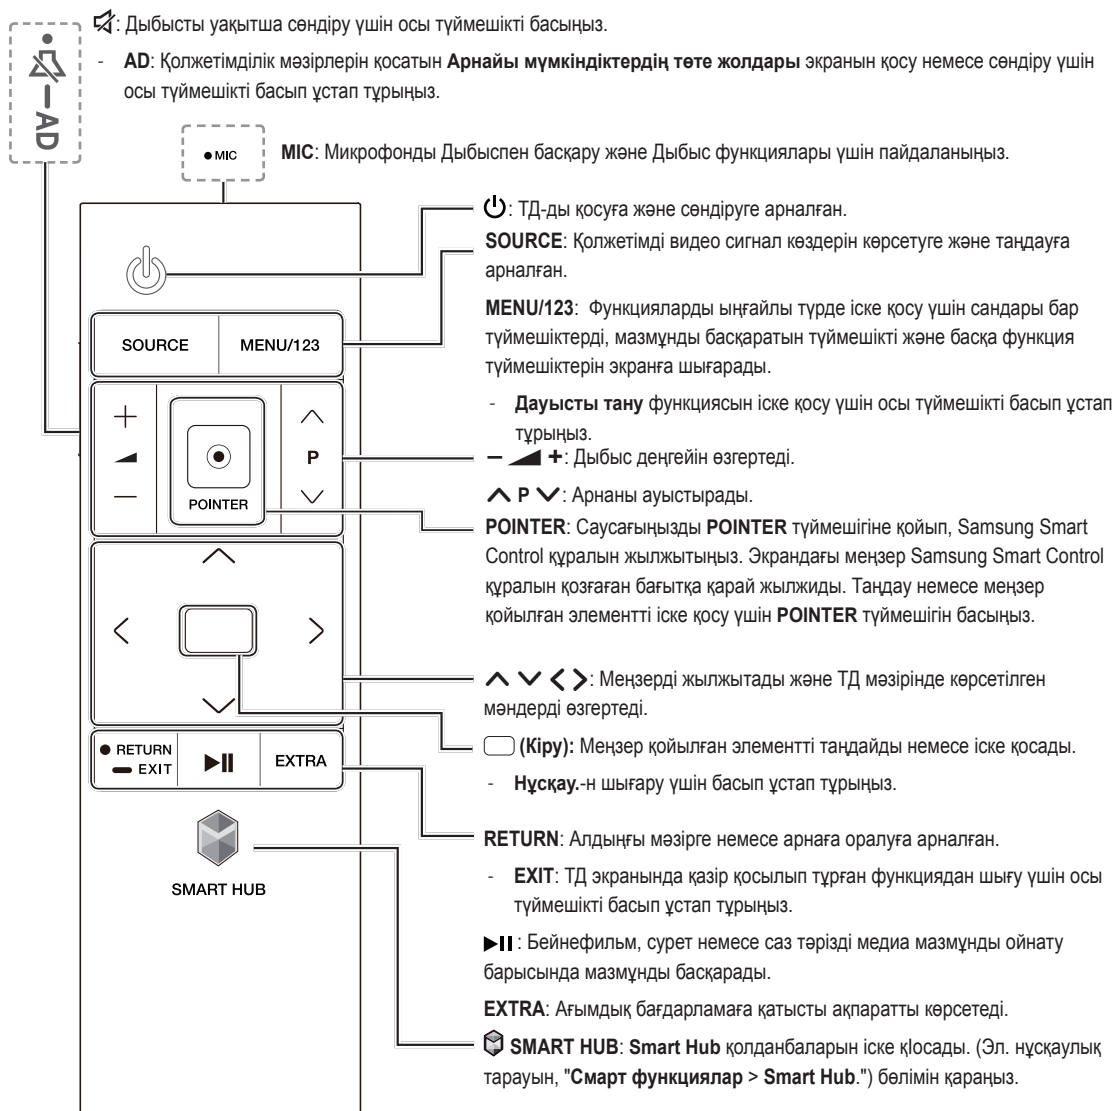 : Дыбысты уақытша сөндіру үшін осы түймешікті басыңыз.
- AD: Қолжетімділік мәзірлерін қосатын Арнайы мүмкіндіктердің төте жолдары экранын қосу немесе сөндіру үшін
осы түймешікті басып ұстап тұрыңыз.
AD
MIC
MIC: Микрофонды Дыбыспен басқару және Дыбыс функциялары үшін пайдаланыңыз.
: ТД-ды қосуға және сөндіруге арналған.
SOURCE: Қолжетімді видео сигнал көздерін көрсетуге және таңдауға
арналған.
MENU/123: Функцияларды ыңғайлы түрде іске қосу үшін сандары бар
түймешіктерді, мазмұнды басқаратын түймешікті және басқа функция
түймешіктерін экранға шығарады.
- Дауысты тану функциясын іске қосу үшін осы түймешікті басып ұстап
тұрыңыз.
− +: Дыбыс деңгейін өзгертеді.
P : Арнаны ауыстырады.
POINTER: Саусағыңызды POINTER түймешігіне қойып, Samsung Smart
Control құралын жылжытыңыз. Экрандағы меңзер Samsung Smart Control
құралын қозғаған бағытқа қарай жылжиды. Таңдау немесе меңзер
қойылған элементті іске қосу үшін POINTER түймешігін басыңыз.
: Меңзерді жылжытады және ТД мәзірінде көрсетілген
мәндерді өзгертеді.
(Кіру): Меңзер қойылған элементті таңдайды немесе іске қосады.
- Нұсқау.-н шығару үшін басып ұстап тұрыңыз.
RETURN: Алдыңғы мәзірге немесе арнаға оралуға арналған.
- EXIT: ТД экранында қазір қосылып тұрған функциядан шығу үшін осы
түймешікті басып ұстап тұрыңыз.
: Бейнефильм, сурет немесе саз тәрізді медиа мазмұнды ойнату
барысында мазмұнды басқарады.
EXTRA: Ағымдық бағдарламаға қатысты ақпаратты көрсетеді.
SMART HUB: Smart Hub қолданбаларын іске қIосады. (Эл. нұсқаулық
тарауын, "Смарт функциялар > Smart Hub.") бөлімін қараңыз.
SOURCE
MENU/123
P
POINTER
RETURN
EXIT
EXTRA
SMART HUB